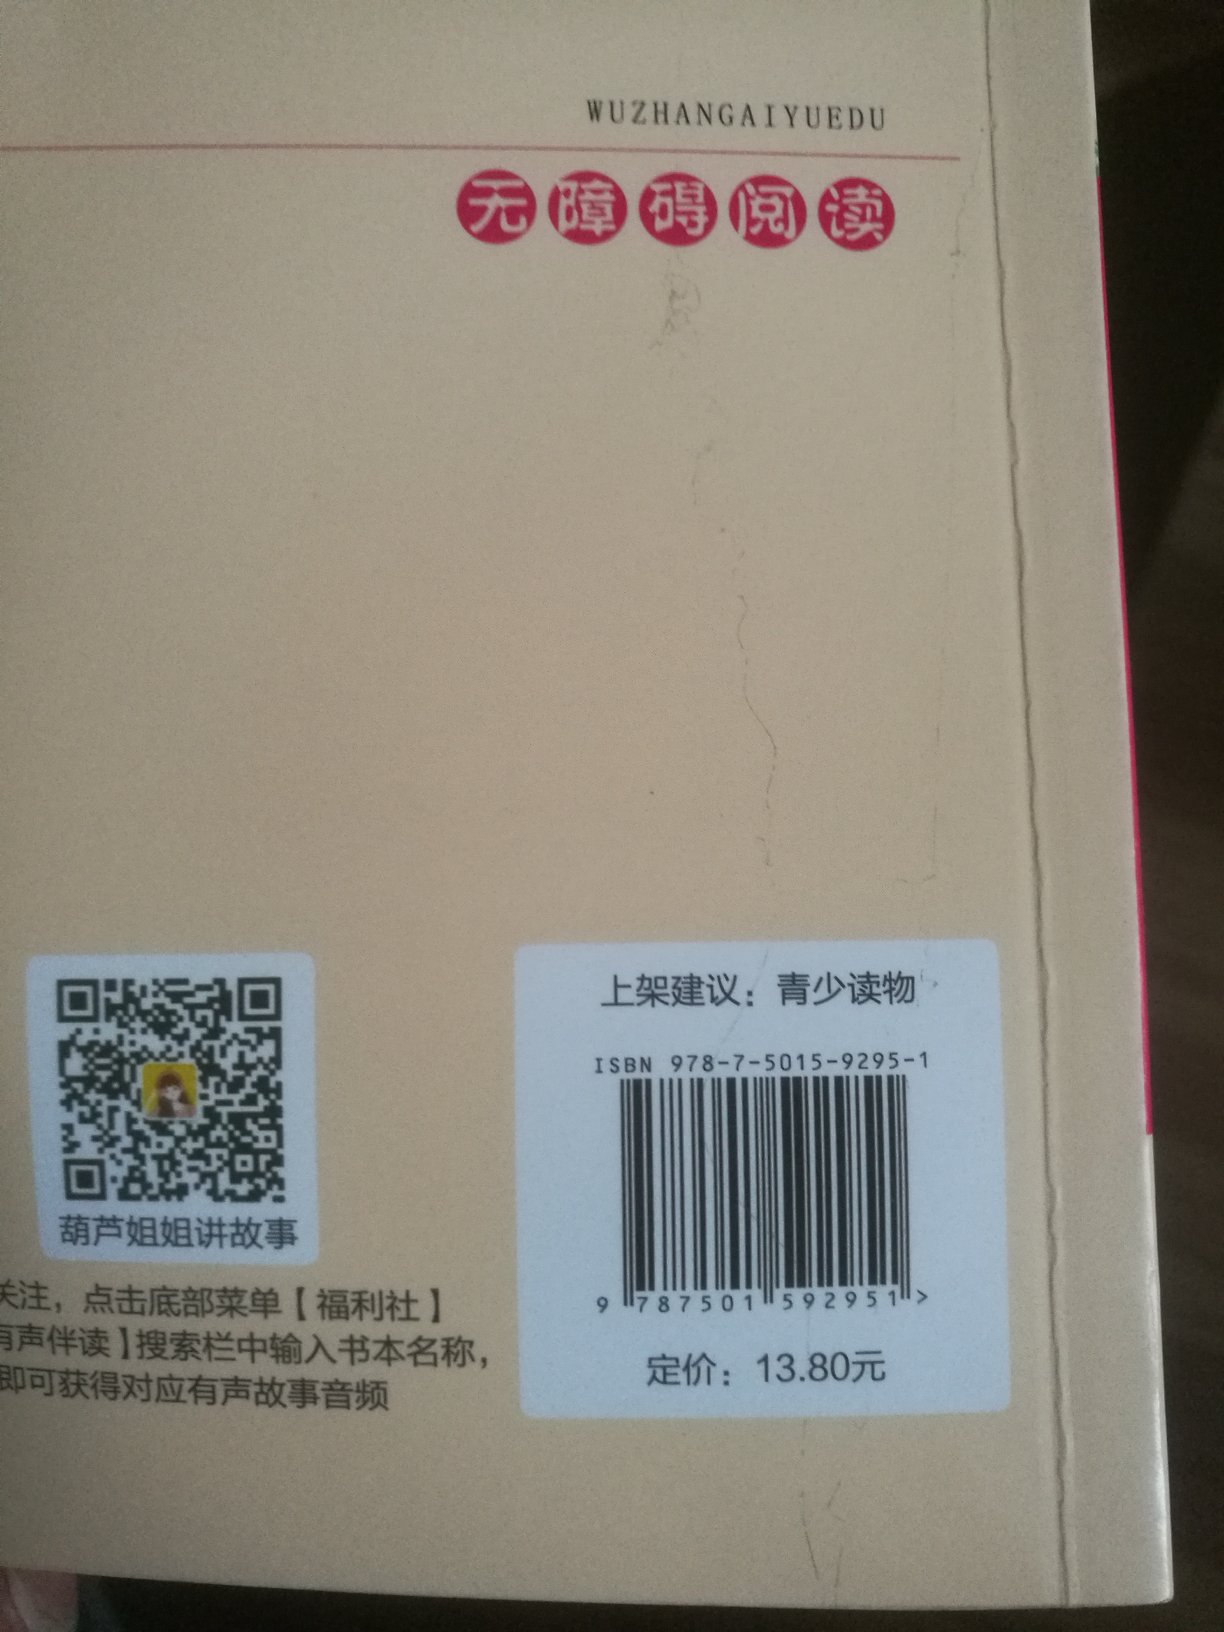 WUZHANGAIYUEDU
无障碍阅读
上架建议：青少读物
ISBN 978-7-5015-9295-1
9 787501 592951 >
定价：13.80元
葫芦姐姐讲故事
关注，点击底部菜单【福利社】
有声伴读】搜索栏中输入书本名称，
即可获得对应有声故事音频